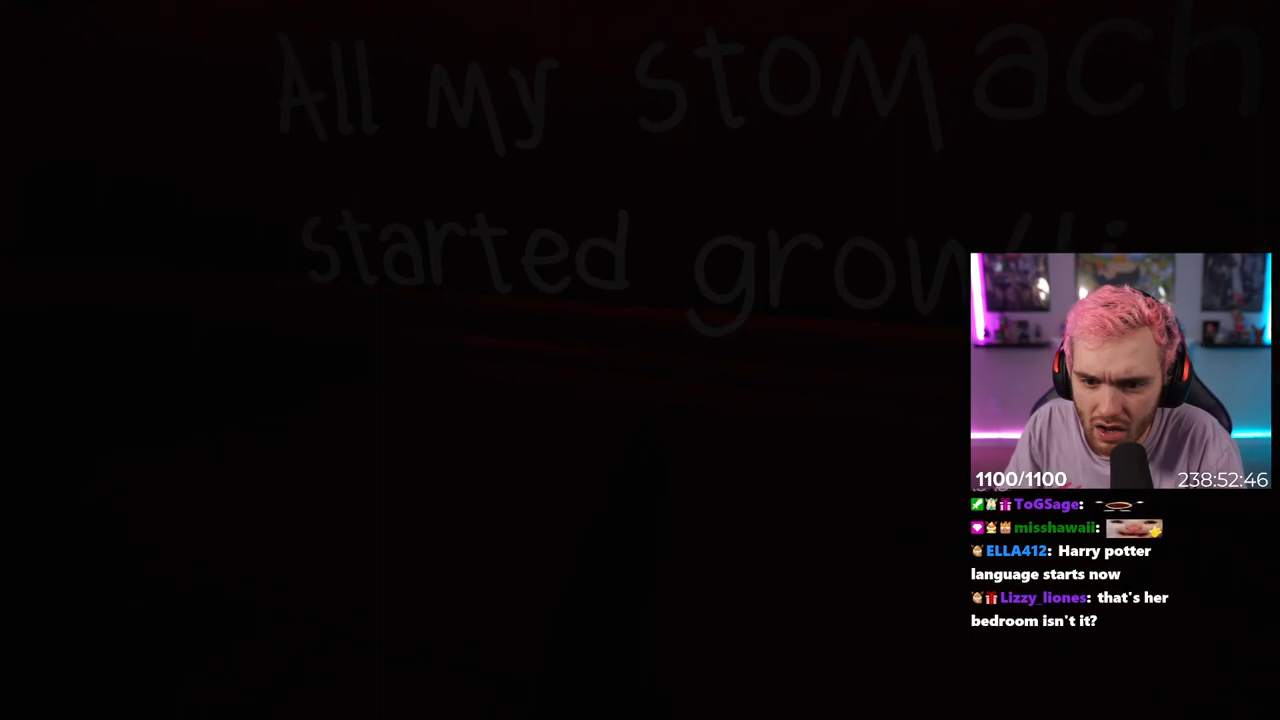 All my stomach
started growli
1100/1100
238:52:46
ToGSage:
misshawaii:
ELLA412: Harry potter
language starts now
Lizzy_liones: that's her
bedroom isn't it?